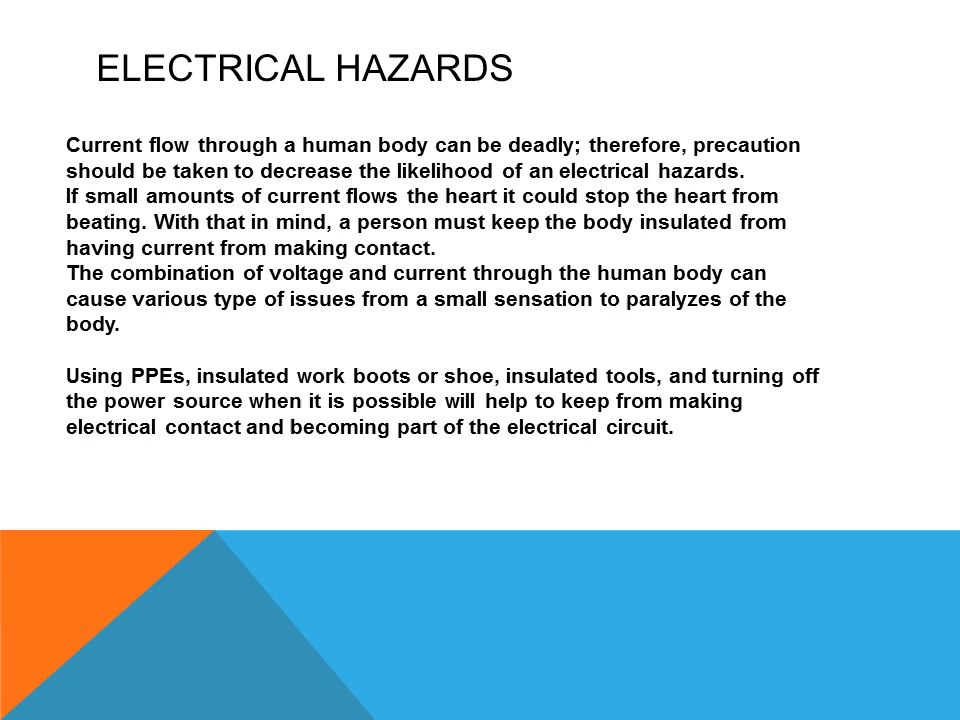 ELECTRICAL HAZARDS
Current flow through a human body can be deadly; therefore, precaution
should be taken to decrease the likelihood of an electrical hazards.
If small amounts of current flows the heart it could stop the heart from
beating. With that in mind, a person must keep the body insulated from
having current from making contact.
The combination of voltage and current through the human body can
cause various type of issues from a small sensation to paralyzes of the
body.
Using PPEs, insulated work boots or shoe, insulated tools, and turning off
the power source when it is possible will help to keep from making
electrical contact and becoming part of the electrical circuit.